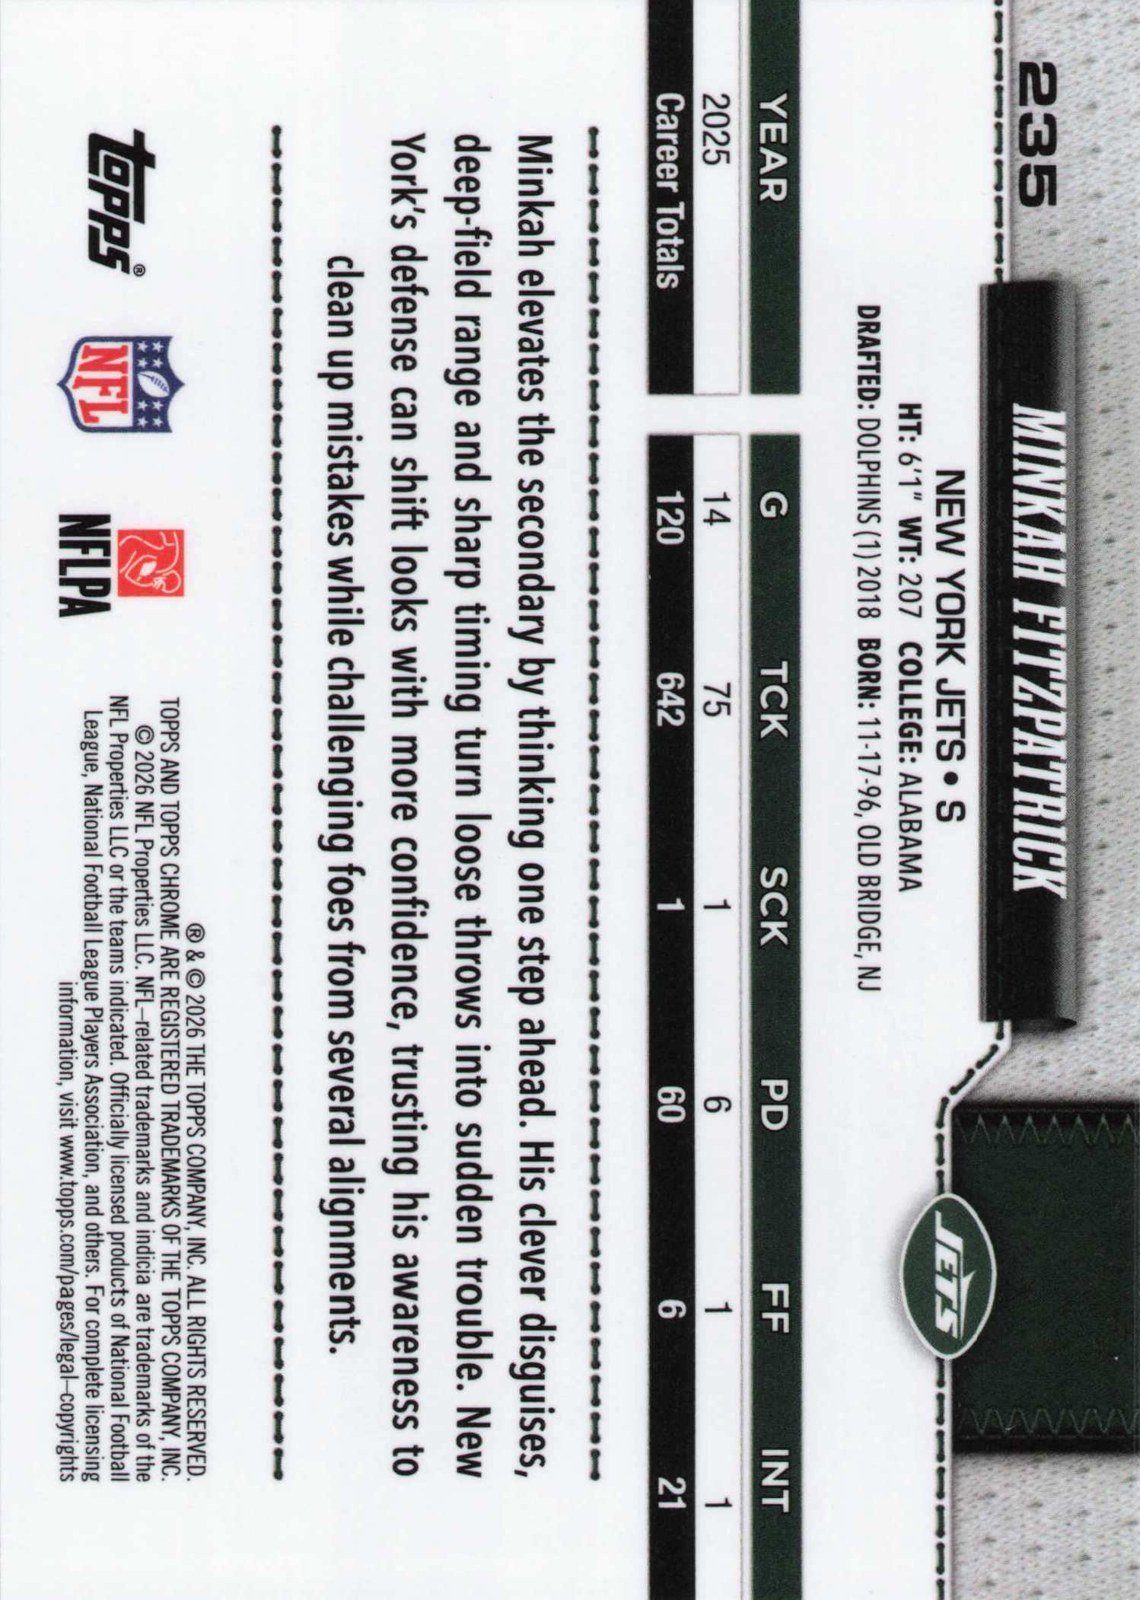 235
MINKAH FITZPATRICK
NEW YORK JETS • S
HT: 6'1" WT: 207 COLLEGE: ALABAMA
DRAFTED: DOLPHINS (1) 2018 BORN: 11-17-96, OLD BRIDGE, NJ
JETS
YEAR G TCK SCK PD FF INT
2025 14 75 1 6 1 1
Career Totals 120 642 1 60 6 21
Minkah elevates the secondary by thinking one step ahead. His clever disguises,
deep-field range and sharp timing turn loose throws into sudden trouble. New
York's defense can shift looks with more confidence, trusting his awareness to
clean up mistakes while challenging foes from several alignments.
topps®
NFL
NFLPA
® & © 2026 THE TOPPS COMPANY, INC. ALL RIGHTS RESERVED.
TOPPS AND TOPPS CHROME ARE REGISTERED TRADEMARKS OF THE TOPPS COMPANY, INC.
© 2026 NFL Properties LLC. NFL-related trademarks and indicia are trademarks of the
NFL Properties LLC or the teams indicated. Officially licensed products of National Football
League, National Football League Players Association, and others. For complete licensing
information, visit www.topps.com/pages/legal-copyrights